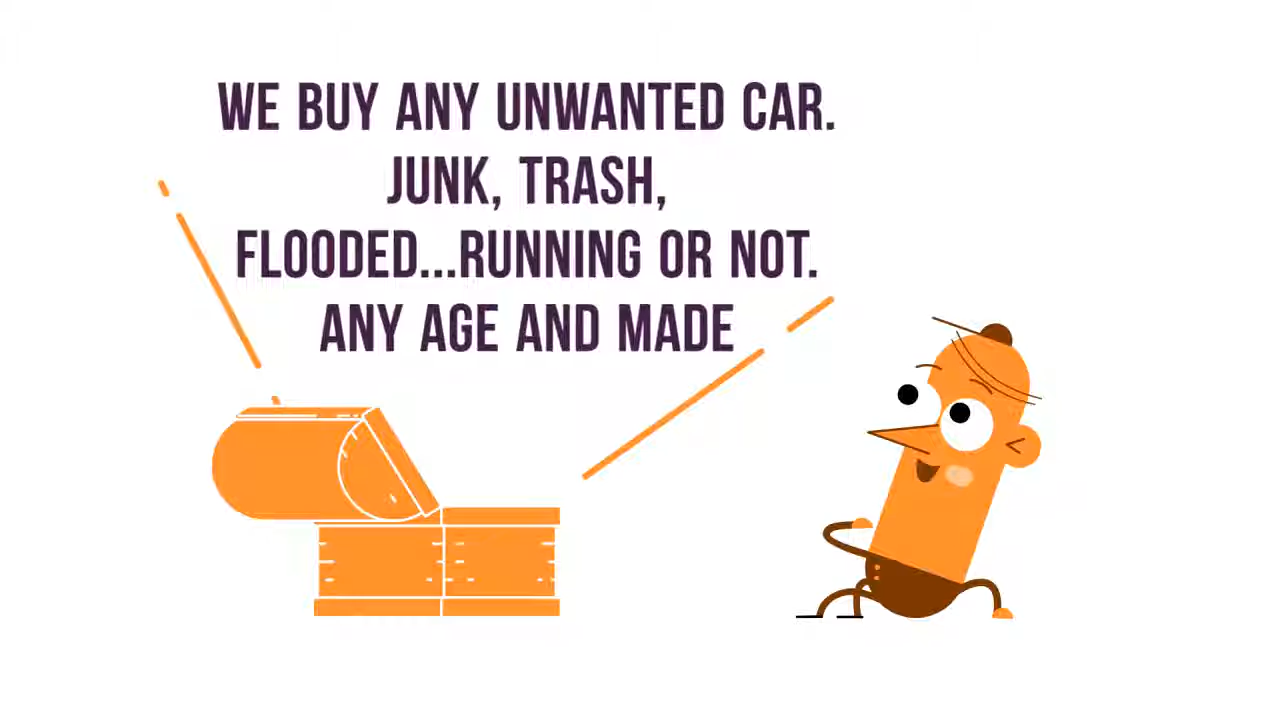 WE BUY ANY UNWANTED CAR.
JUNK, TRASH,
FLOODED...RUNNING OR NOT.
ANY AGE AND MADE